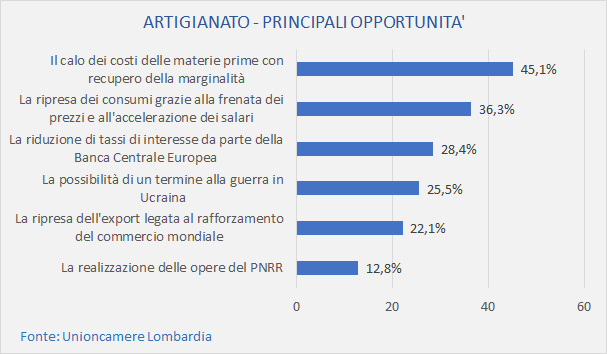 ARTIGIANATO - PRINCIPALI OPPORTUNITA'
Il calo dei costi delle materie prime con
recupero della marginalità
45,1%
La ripresa dei consumi grazie alla frenata dei
prezzi e all'accelerazione dei salari
36,3%
La riduzione di tassi di interesse da parte della
Banca Centrale Europea
28,4%
La possibilità di un termine alla guerra in
Ucraina
25,5%
La ripresa dell'export legata al rafforzamento
del commercio mondiale
22,1%
La realizzazione delle opere del PNRR
12,8%
0 20 40 60
Fonte: Unioncamere Lombardia